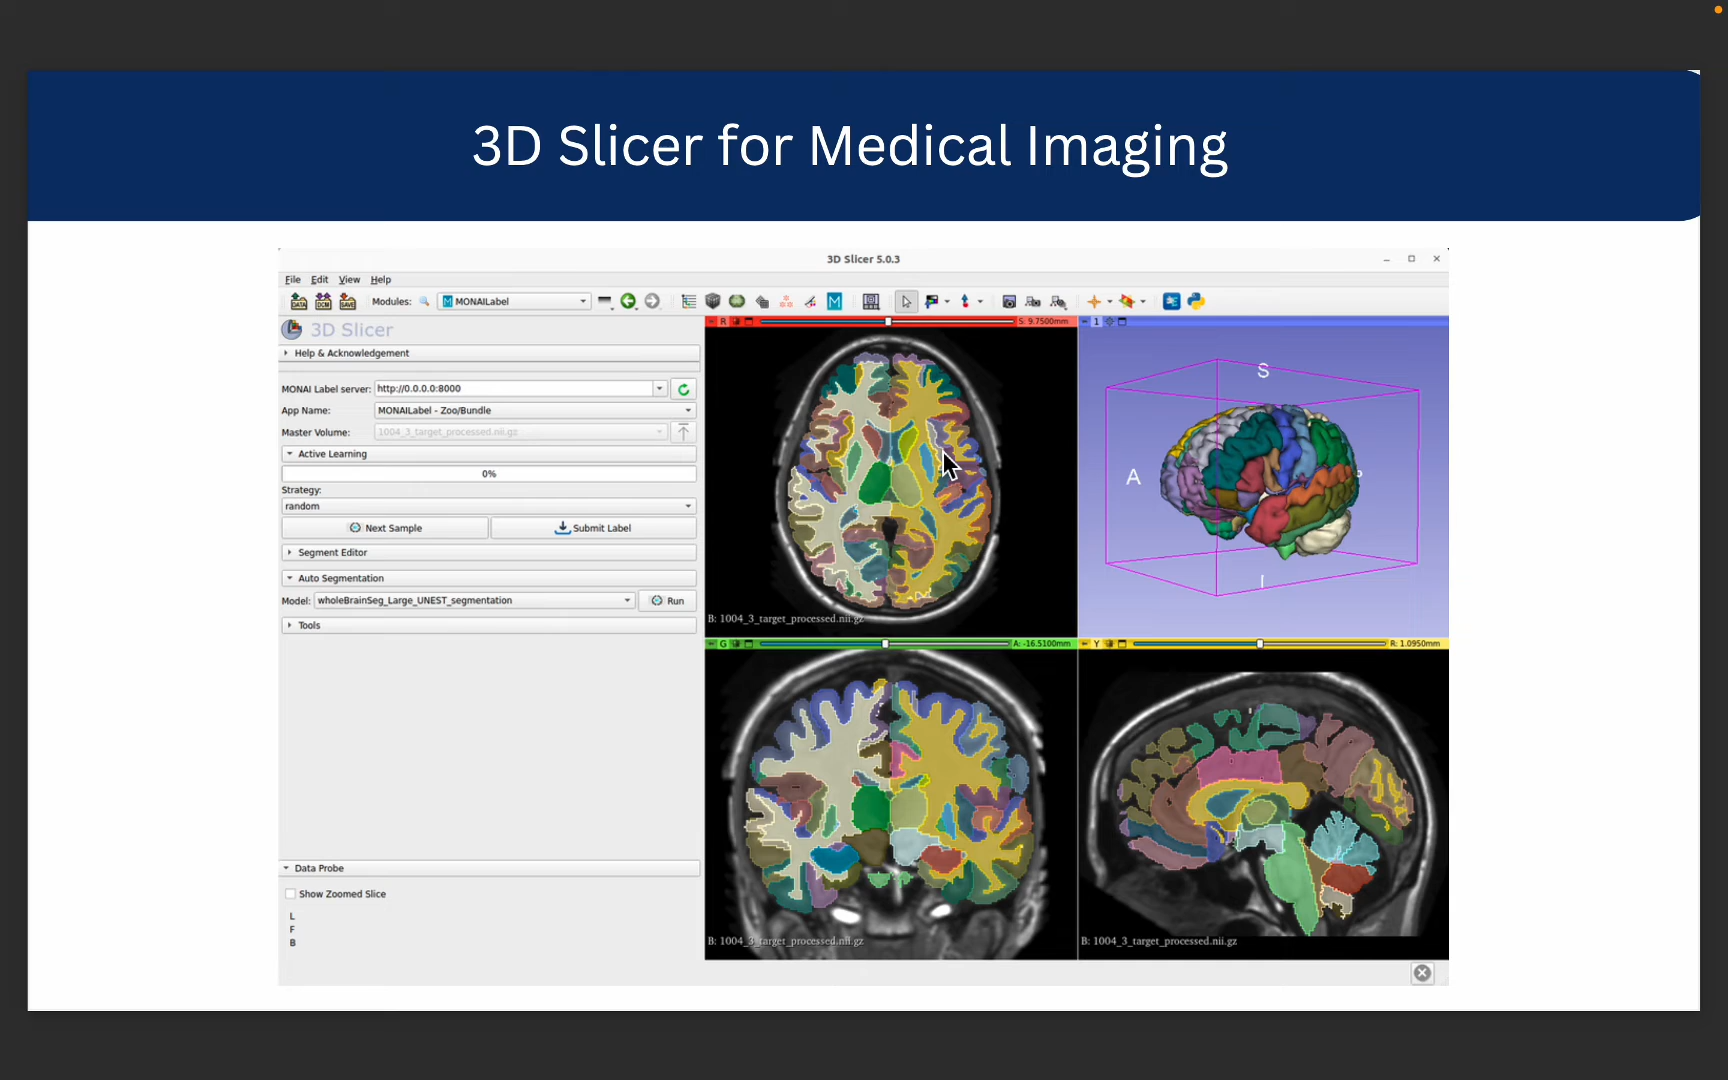 3D Slicer for Medical Imaging
3D Slicer 5.0.3
File Edit View Help
DATA DCM SAVE Modules: MONAILabel
3D Slicer
Help & Acknowledgement
MONAI Label server: http://0.0.0.0:8000
App Name: MONAILabel - Zoo/Bundle
Master Volume: 1004_3_target_processed.nii.gz
Active Learning
0%
Strategy:
random
Next Sample Submit Label
Segment Editor
Auto Segmentation
Model: wholeBrainSeg_Large_UNEST_segmentation Run
Tools
Data Probe
Show Zoomed Slice
L
F
B
R S: 9.7500mm
B: 1004_3_target_processed.nii.gz
1
S
A P
I
G A: -16.5100mm
B: 1004_3_target_processed.nii.gz
Y R: 1.0950mm
B: 1004_3_target_processed.nii.gz